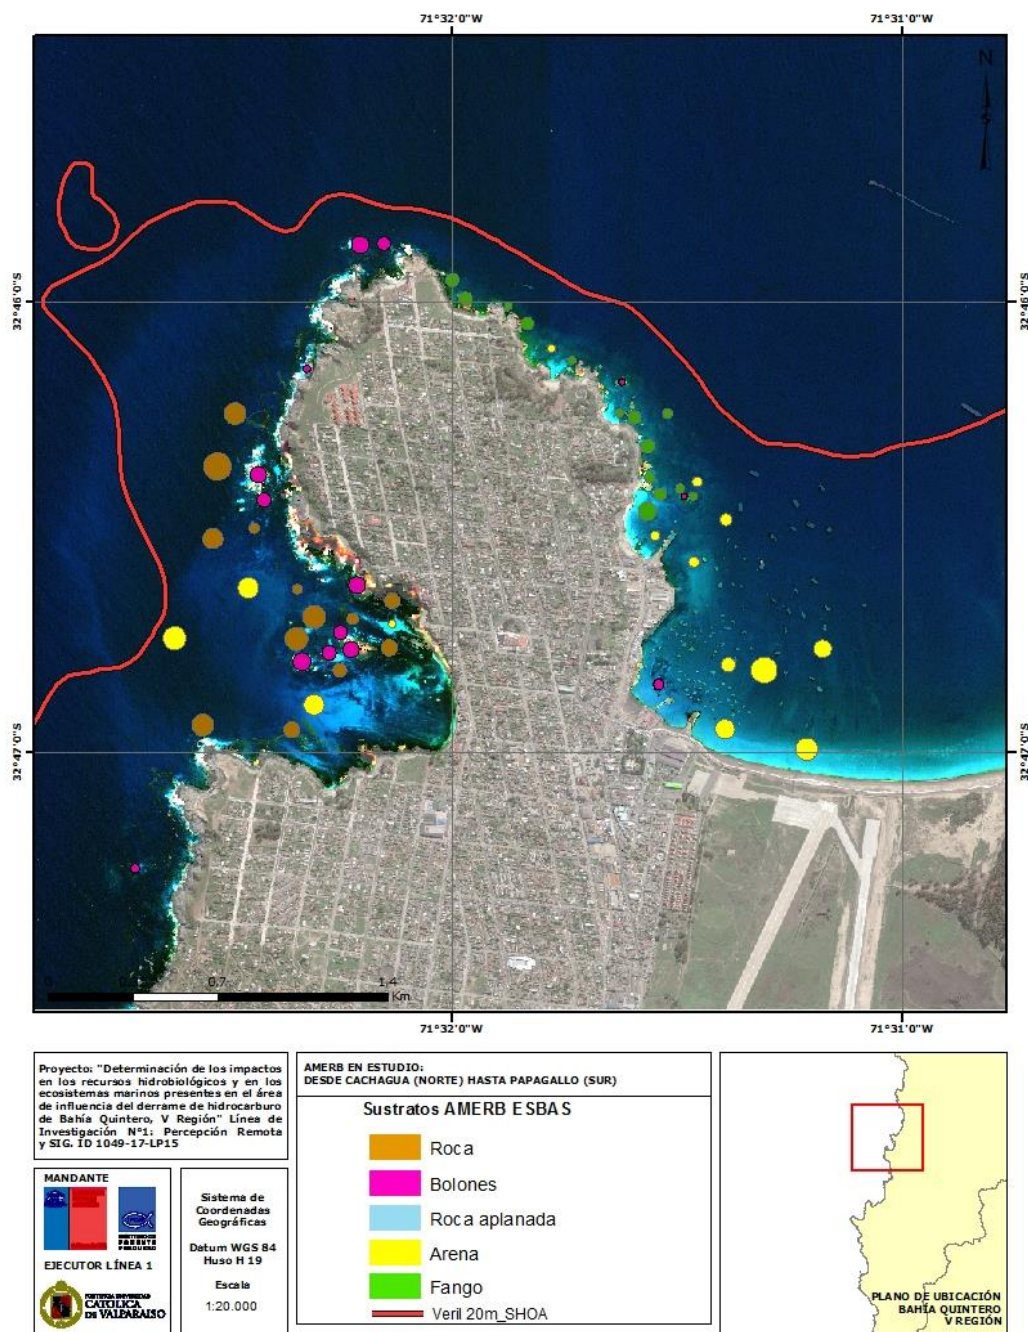 71°32'0"W
71°31'0"W
N
S
32°46'0"S
32°46'0"S
32°47'0"S
32°47'0"S
0
0.7
1,4
Km
71°32'0"W
71°31'0"W
Proyecto: "Determinación de los impactos
en los recursos hidrobiológicos y en los
ecosistemas marinos presentes en el área
de influencia del derrame de hidrocarburo
de Bahía Quintero, V Región" Línea de
Investigación N°1: Percepción Remota
y SIG. ID 1049-17-LP15
MANDANTE
EJECUTOR LÍNEA 1
PONTIFICIA UNIVERSIDAD
CATOLICA
DE VALPARAISO
Sistema de
Coordenadas
Geográficas
Datum WGS 84
Huso H 19
Escala
1:20.000
AMERB EN ESTUDIO:
DESDE CACHAGUA (NORTE) HASTA PAPAGALLO (SUR)
Sustratos AMERB ESBAS
Roca
Bolones
Roca aplanada
Arena
Fango
Veril 20m_SHOA
PLANO DE UBICACIÓN
BAHÍA QUINTERO
V REGIÓN